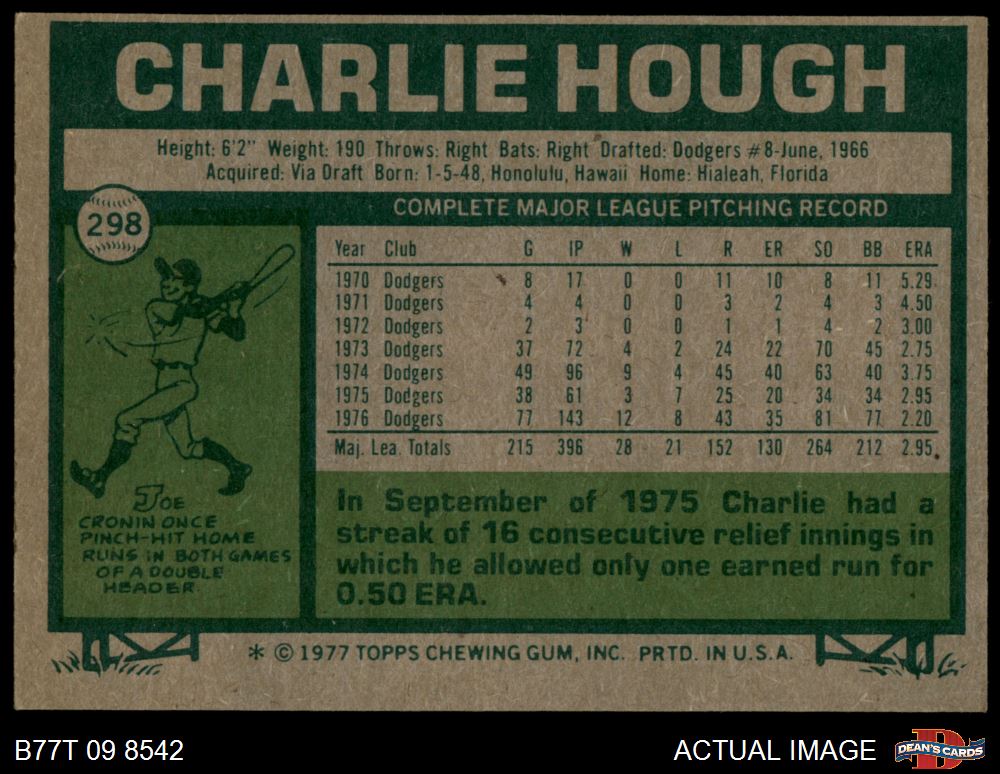 CHARLIE HOUGH
Height: 6'2" Weight: 190 Throws: Right Bats: Right Drafted: Dodgers #8-June, 1966
Acquired: Via Draft Born: 1-5-48, Honolulu, Hawaii Home: Hialeah, Florida
298
COMPLETE MAJOR LEAGUE PITCHING RECORD
Year Club G IP W L R ER SO BB ERA
1970 Dodgers 8 17 0 0 11 10 8 11 5.29
1971 Dodgers 4 4 0 0 3 2 4 3 4.50
1972 Dodgers 2 3 0 0 1 1 4 2 3.00
1973 Dodgers 37 72 4 2 24 22 70 45 2.75
1974 Dodgers 49 96 9 4 45 40 63 40 3.75
1975 Dodgers 38 61 3 7 25 20 34 34 2.95
1976 Dodgers 77 143 12 8 43 35 81 77 2.20
Maj. Lea. Totals 215 396 28 21 152 130 264 212 2.95
JOE
CRONIN ONCE
PINCH-HIT HOME
RUNS IN BOTH GAMES
OF A DOUBLE
HEADER.
In September of 1975 Charlie had a
streak of 16 consecutive relief innings in
which he allowed only one earned run for
0.50 ERA.
* © 1977 TOPPS CHEWING GUM, INC. PRTD. IN U.S.A.
B77T 09 8542
ACTUAL IMAGE
D
DEAN'S CARDS